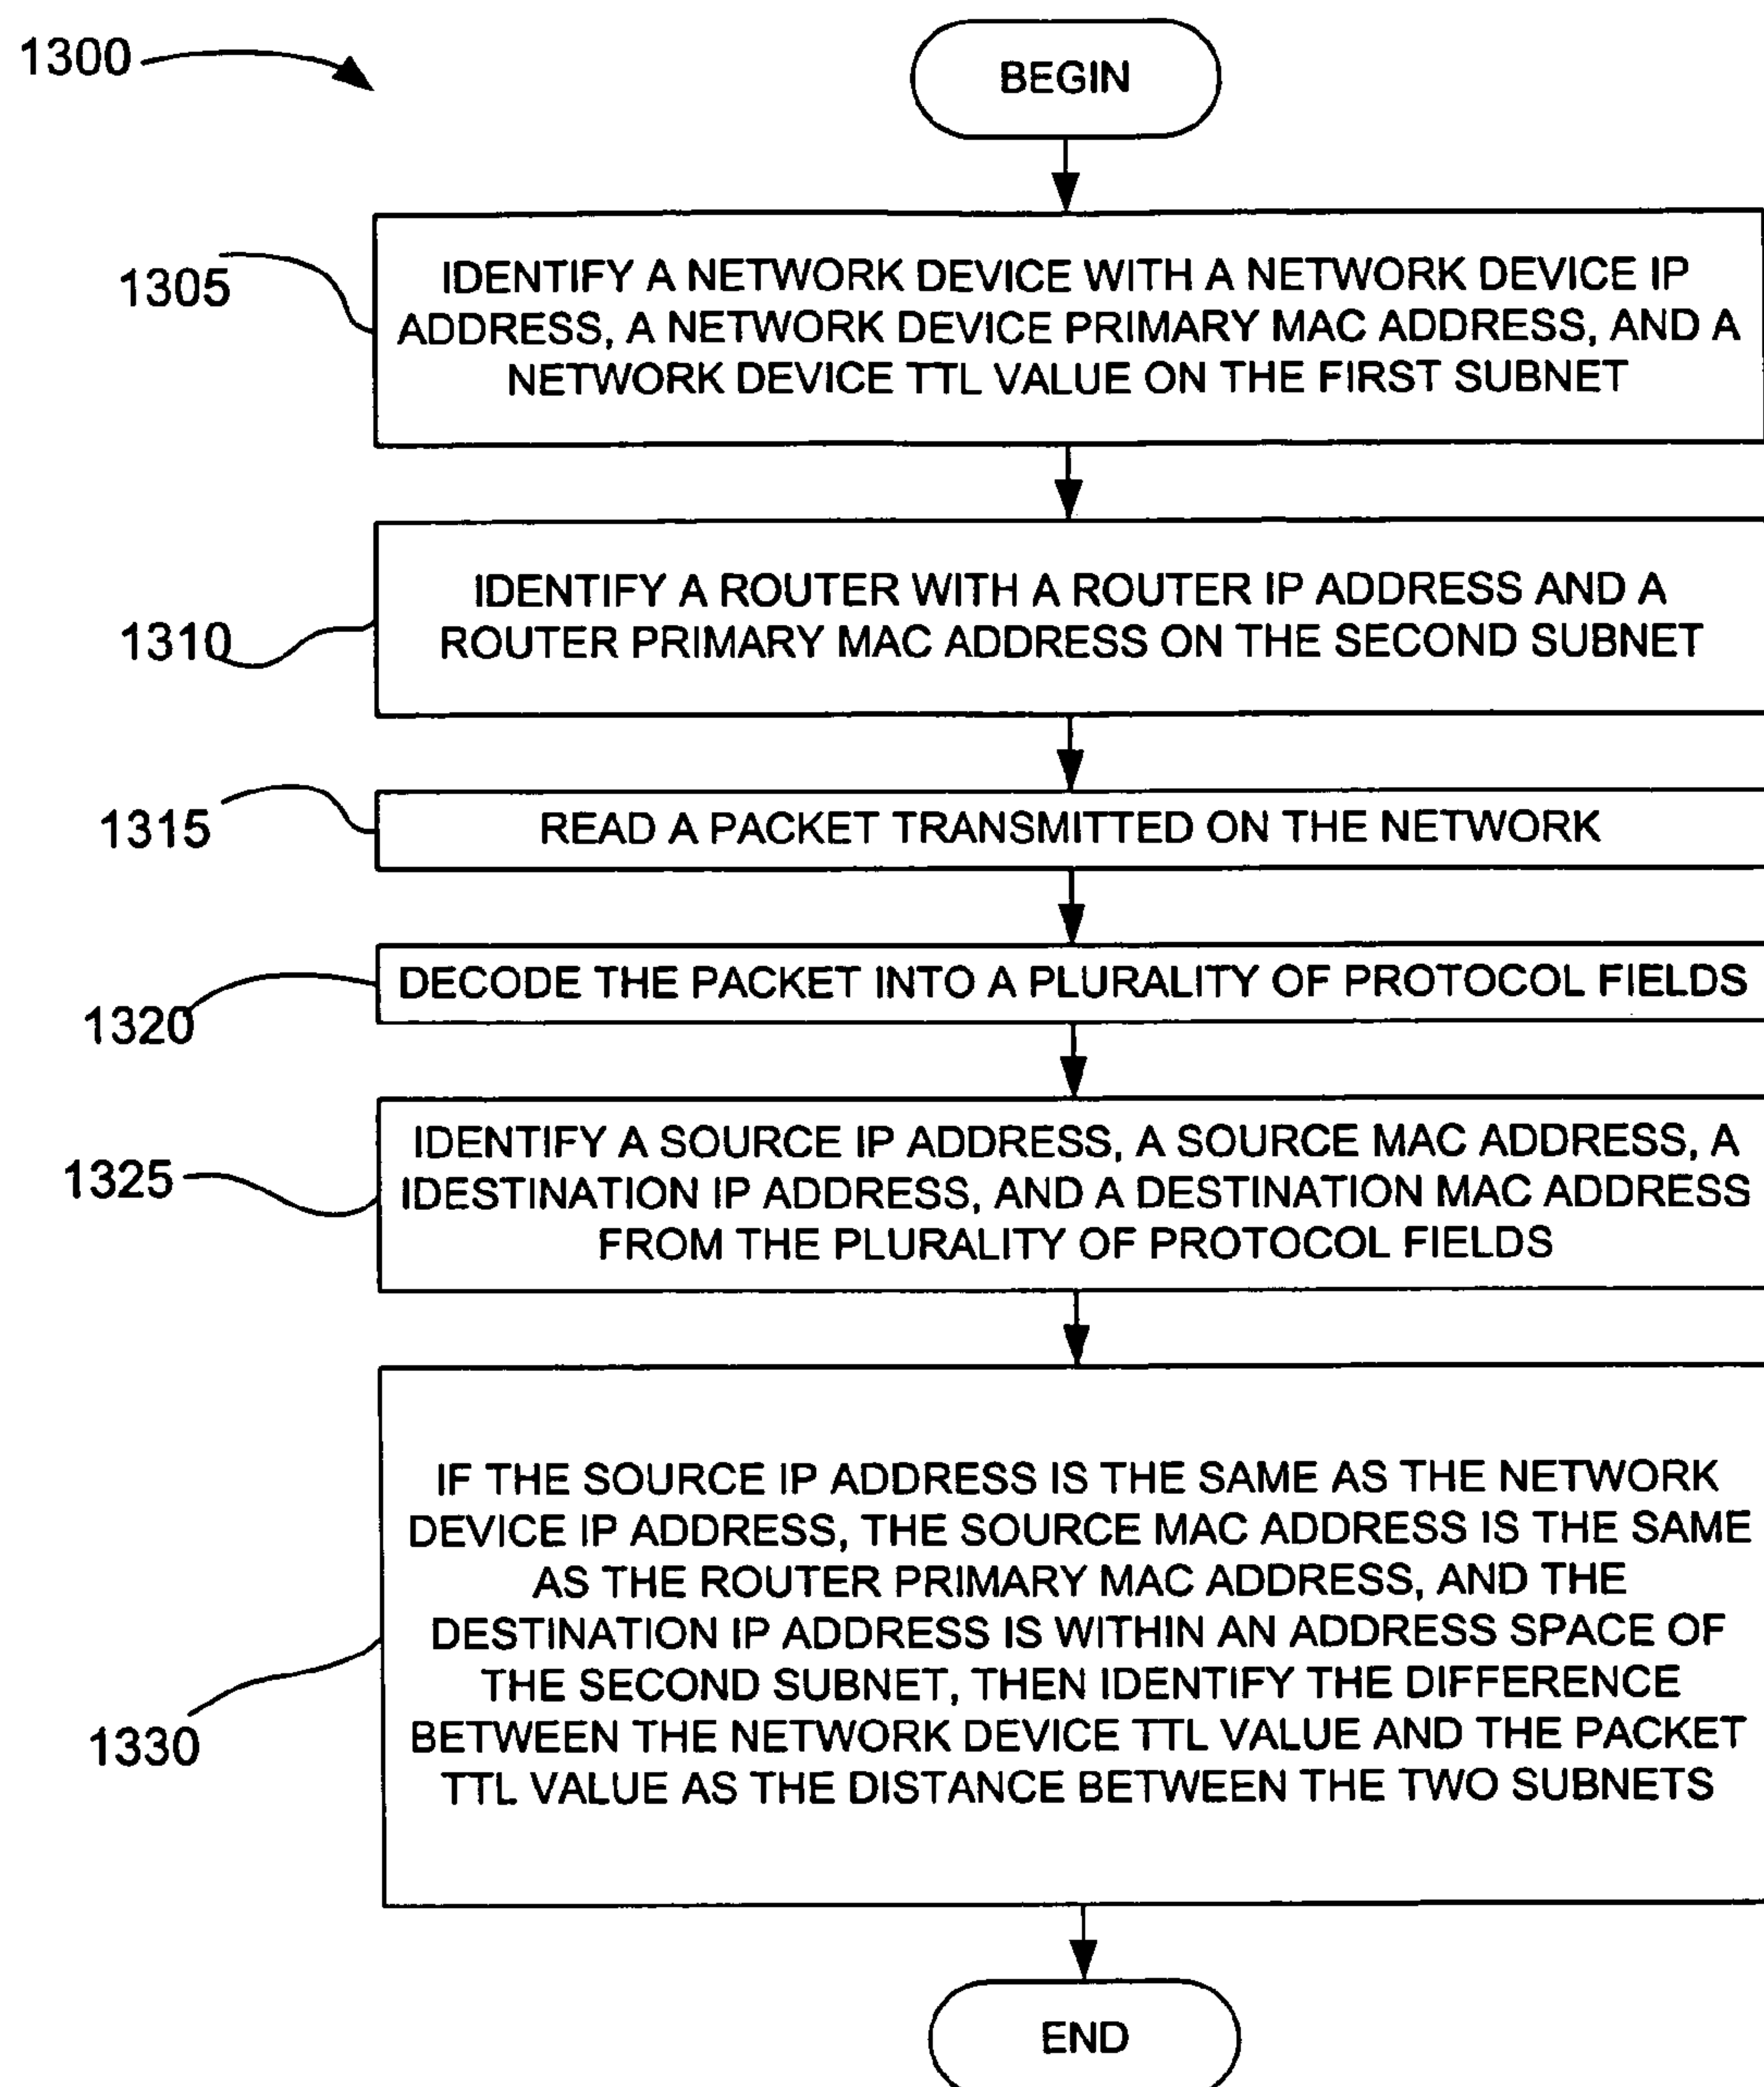 1300
BEGIN
1305
IDENTIFY A NETWORK DEVICE WITH A NETWORK DEVICE IP
ADDRESS, A NETWORK DEVICE PRIMARY MAC ADDRESS, AND A
NETWORK DEVICE TTL VALUE ON THE FIRST SUBNET
1310
IDENTIFY A ROUTER WITH A ROUTER IP ADDRESS AND A
ROUTER PRIMARY MAC ADDRESS ON THE SECOND SUBNET
1315
READ A PACKET TRANSMITTED ON THE NETWORK
1320
DECODE THE PACKET INTO A PLURALITY OF PROTOCOL FIELDS
1325
IDENTIFY A SOURCE IP ADDRESS, A SOURCE MAC ADDRESS, A
IDESTINATION IP ADDRESS, AND A DESTINATION MAC ADDRESS
FROM THE PLURALITY OF PROTOCOL FIELDS
1330
IF THE SOURCE IP ADDRESS IS THE SAME AS THE NETWORK
DEVICE IP ADDRESS, THE SOURCE MAC ADDRESS IS THE SAME
AS THE ROUTER PRIMARY MAC ADDRESS, AND THE
DESTINATION IP ADDRESS IS WITHIN AN ADDRESS SPACE OF
THE SECOND SUBNET, THEN IDENTIFY THE DIFFERENCE
BETWEEN THE NETWORK DEVICE TTL VALUE AND THE PACKET
TTL VALUE AS THE DISTANCE BETWEEN THE TWO SUBNETS
END